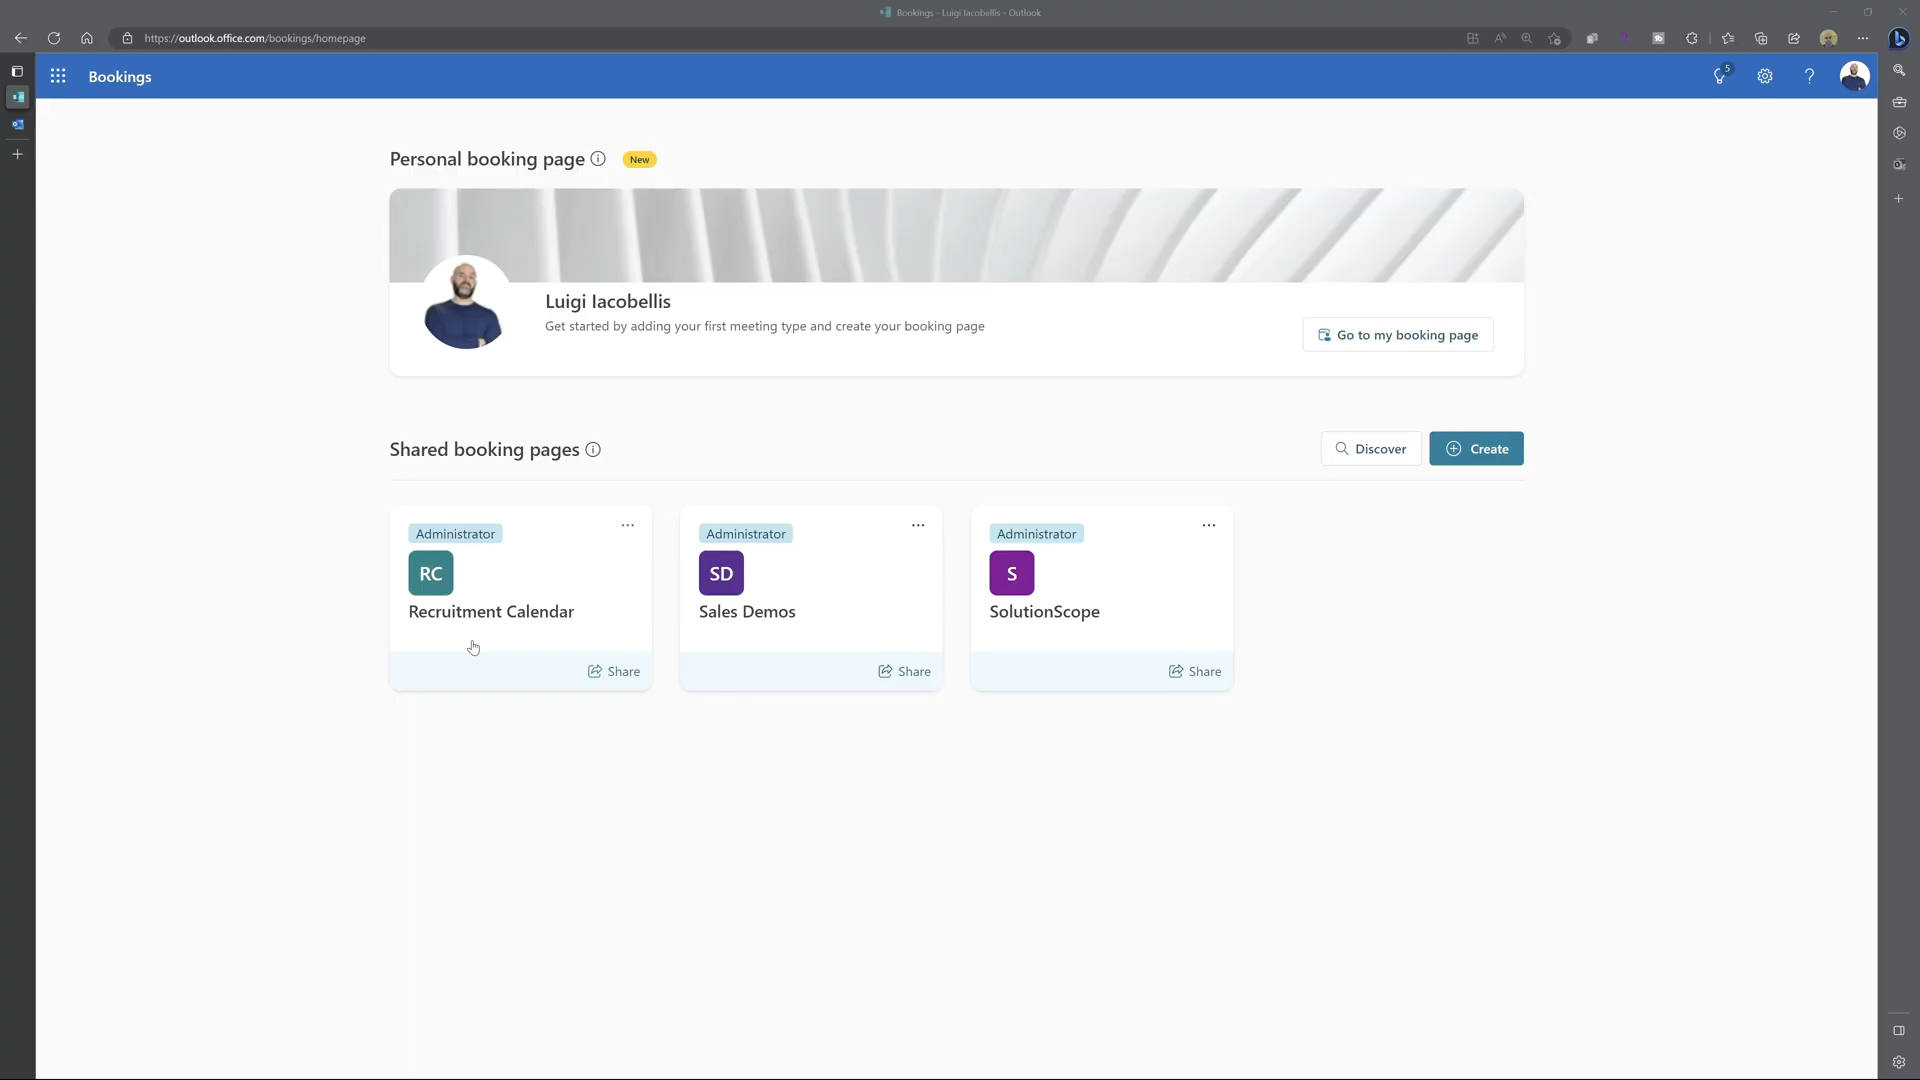 Bookings - Luigi Iacobellis - Outlook
https://outlook.office.com/bookings/homepage
Bookings
5
Personal booking page
New
Luigi Iacobellis
Get started by adding your first meeting type and create your booking page
Go to my booking page
Shared booking pages
Discover
Create
Administrator
RC
Recruitment Calendar
Share
Administrator
SD
Sales Demos
Share
Administrator
S
SolutionScope
Share